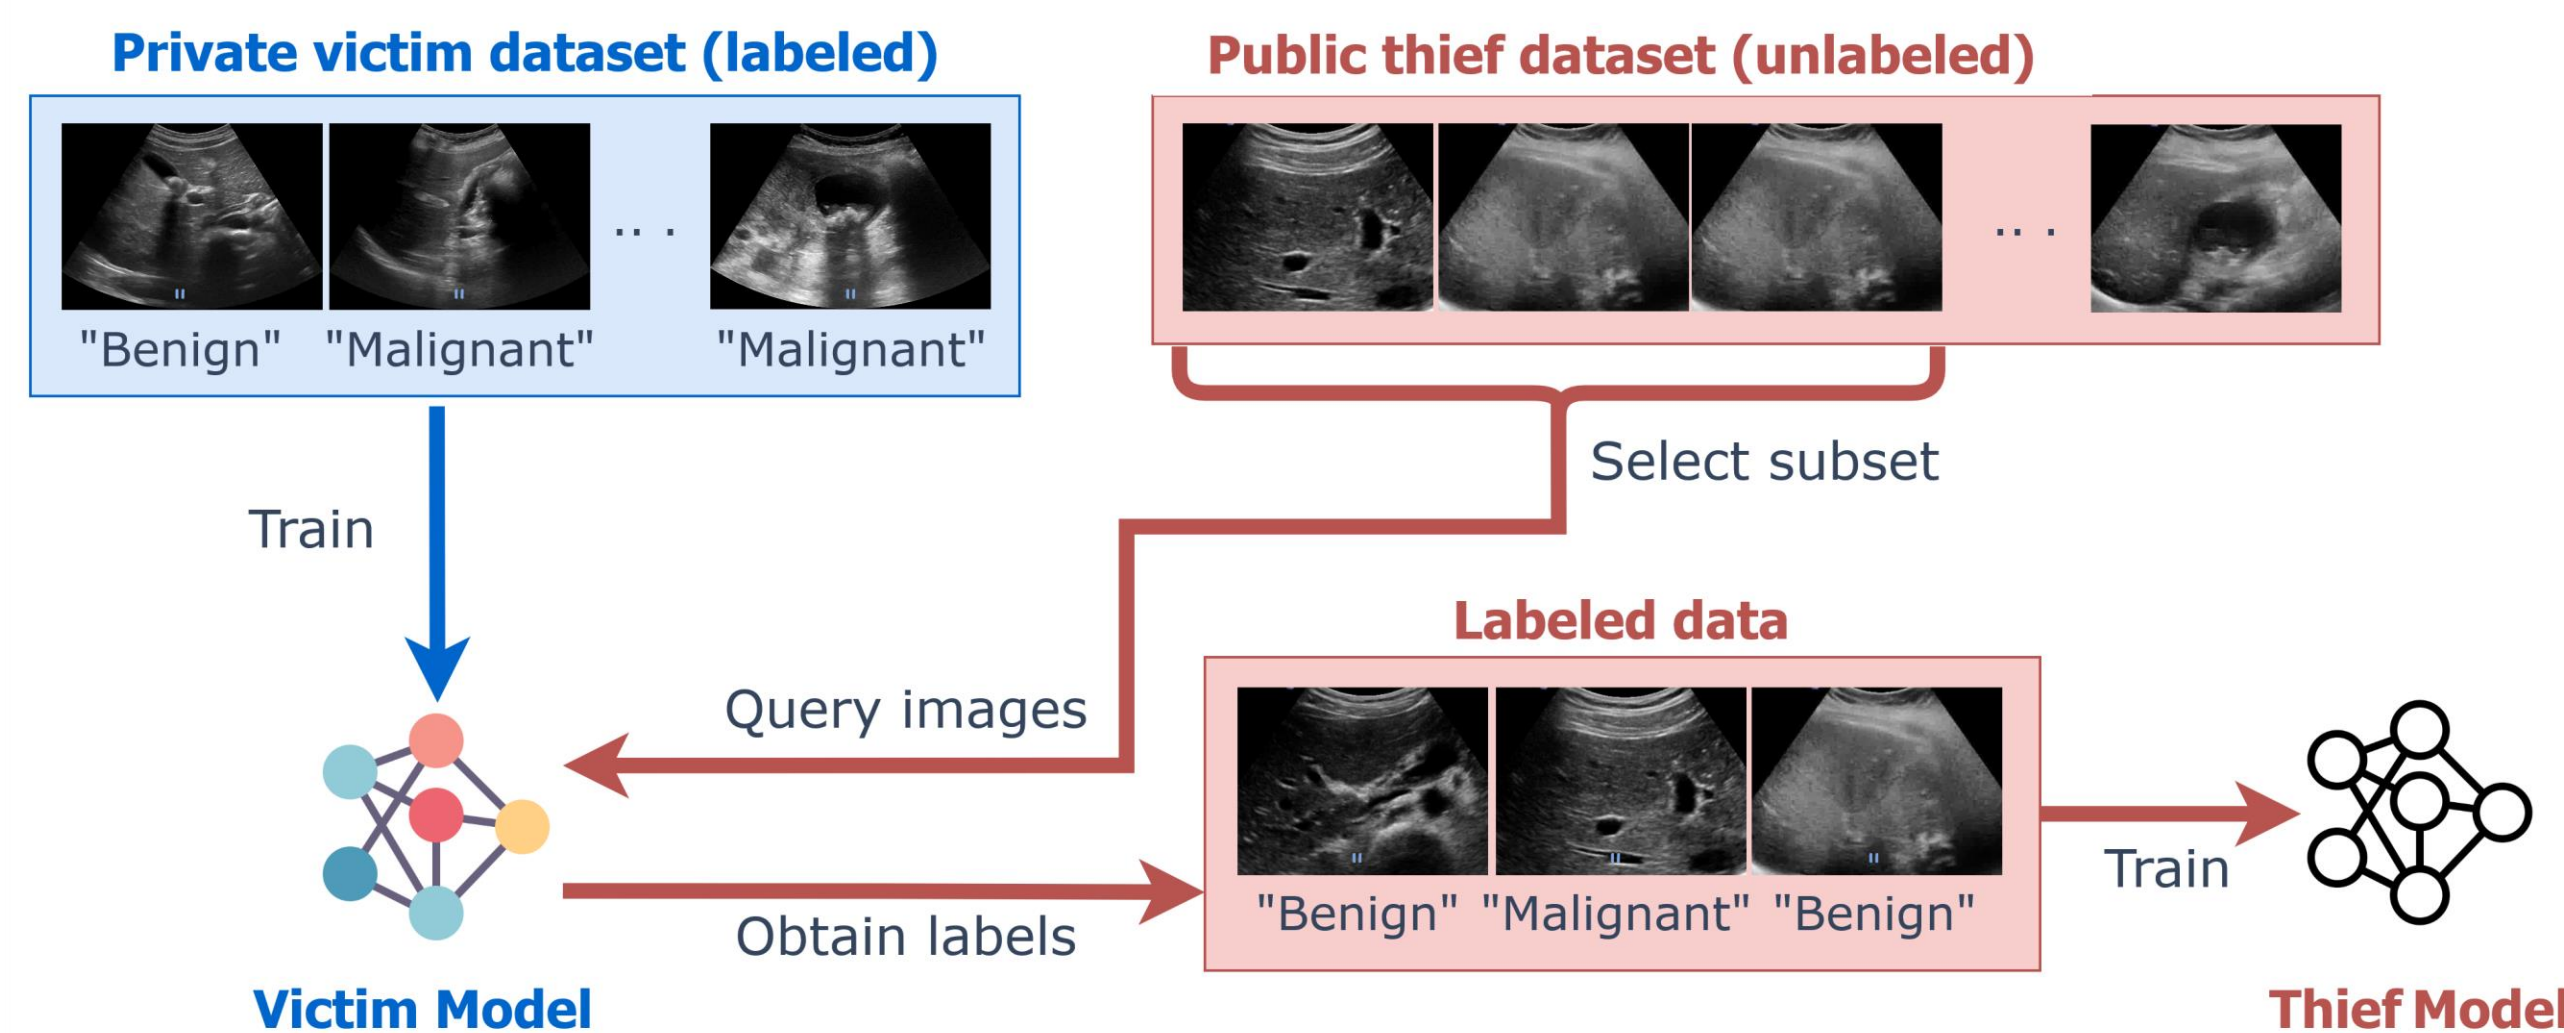 Private victim dataset (labeled)
Public thief dataset (unlabeled)
.. .
.. .
" " "
"Benign" "Malignant" "Malignant"
Select subset
Train
Labeled data
Query images
" " "
"Benign" "Malignant" "Benign"
Train
Obtain labels
Victim Model
Thief Model